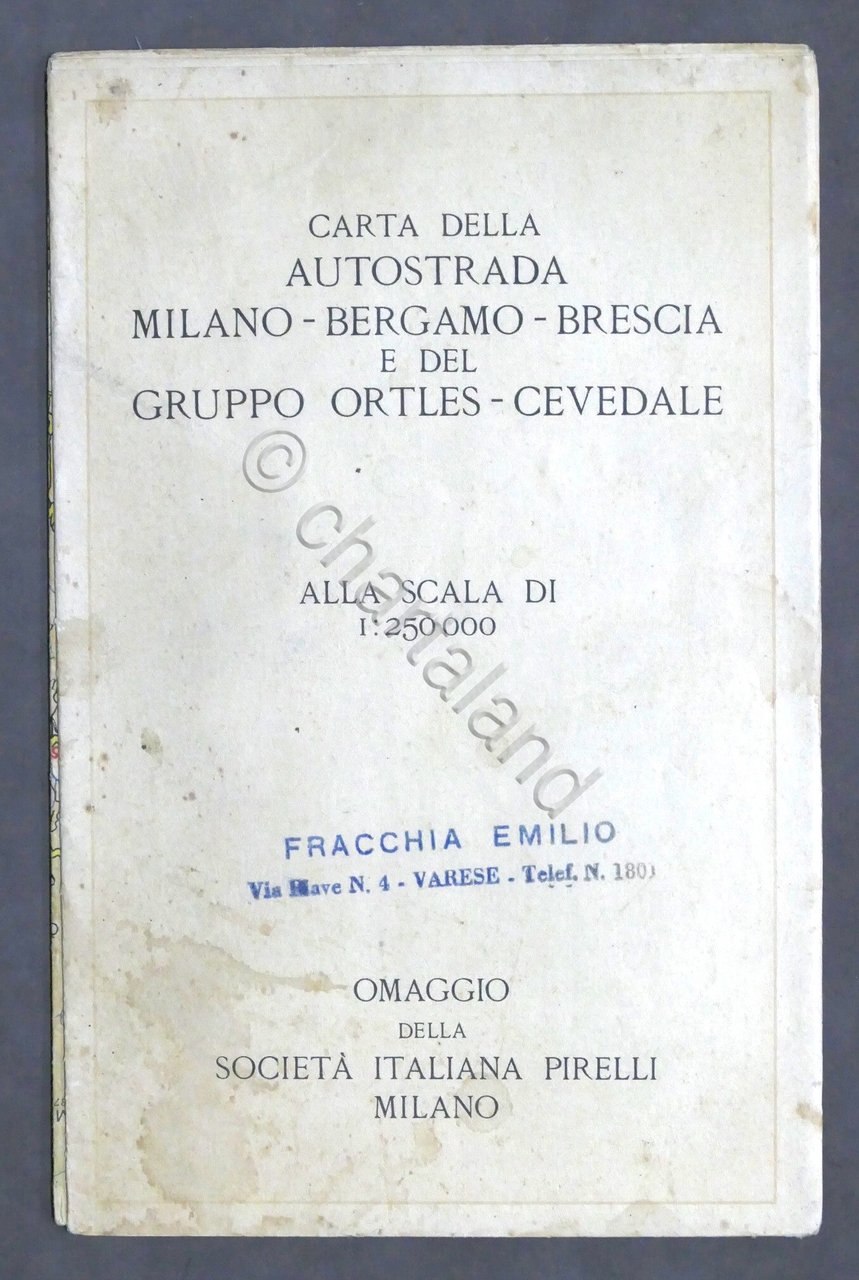 CARTA DELLA
AUTOSTRADA
MILANO - BERGAMO - BRESCIA
E DEL
GRUPPO ORTLES - CEVEDALE
© chartaland
ALLA SCALA DI
1:250000
FRACCHIA EMILIO
Via Piave N. 4 - VARESE - Telef. N.
OMAGGIO
DELLA
SOCIETÀ ITALIANA PIRELLI
MILANO